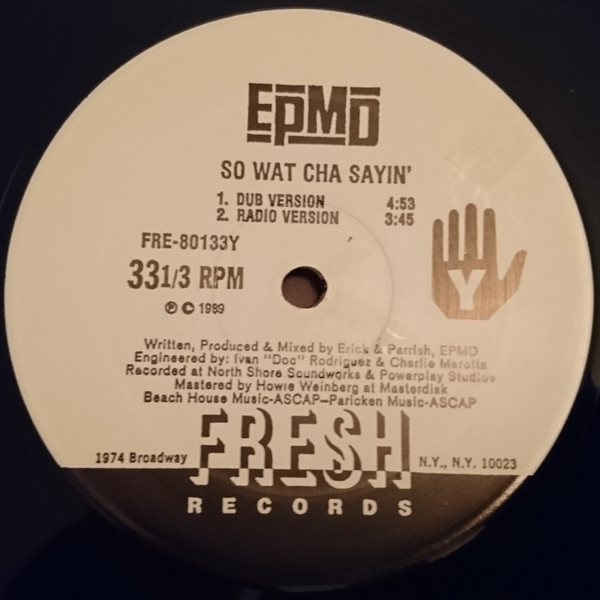 EPMD
SO WAT CHA SAYIN'
1. DUB VERSION 4:53
2. RADIO VERSION 3:45
FRE-80133Y
33 1/3 RPM
Y
℗ © 1989
Written, Produced & Mixed by Erick & Parrish, EPMD
Engineered by: Ivan "Doc" Rodriguez & Charlie Marotta
Recorded at North Shore Soundworks & Powerplay Studios
Mastered by Howie Weinberg at Masterdisk
Beach House Music-ASCAP–Paricken Music-ASCAP
1974 Broadway FRESH N.Y., N.Y. 10023
RECORDS